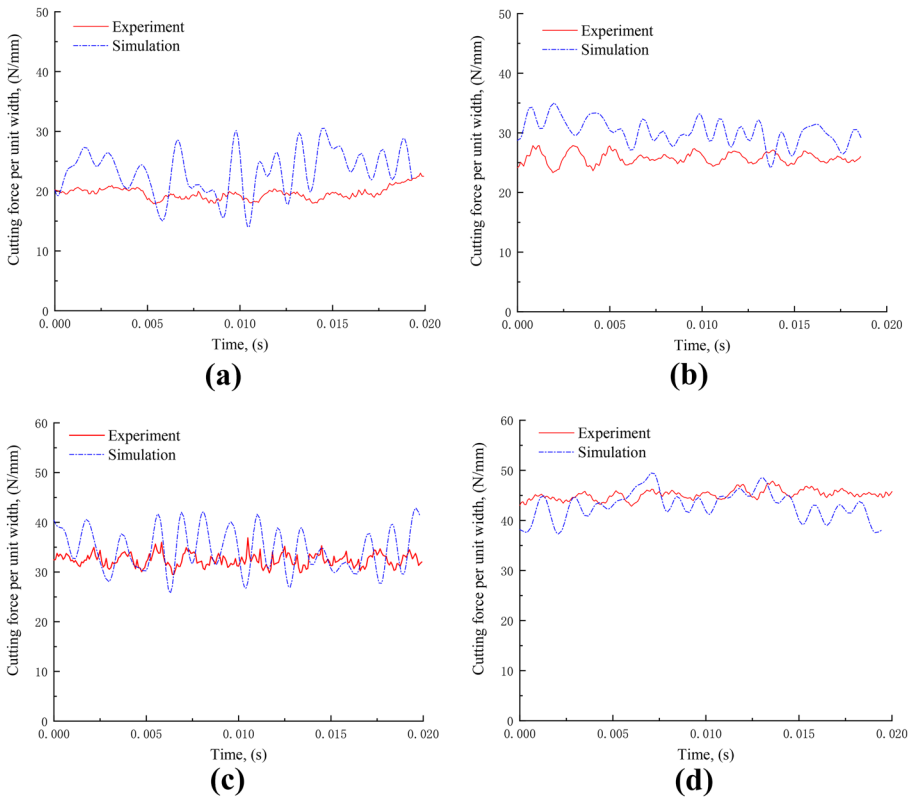 50
40
30
20
10
0
Cutting force per unit width, (N/mm)
Experiment
Simulation
0.000
0.005
0.010
0.015
0.020
Time, (s)
(a)
50
40
30
20
10
0
Cutting force per unit width, (N/mm)
Experiment
Simulation
0.000
0.005
0.010
0.015
0.020
Time, (s)
(b)
60
50
40
30
20
10
0
Cutting force per unit width, (N/mm)
Experiment
Simulation
0.000
0.005
0.010
0.015
0.020
Time, (s)
(c)
60
50
40
30
20
10
0
Cutting force per unit width, (N/mm)
Experiment
Simulation
0.000
0.005
0.010
0.015
0.020
Time, (s)
(d)